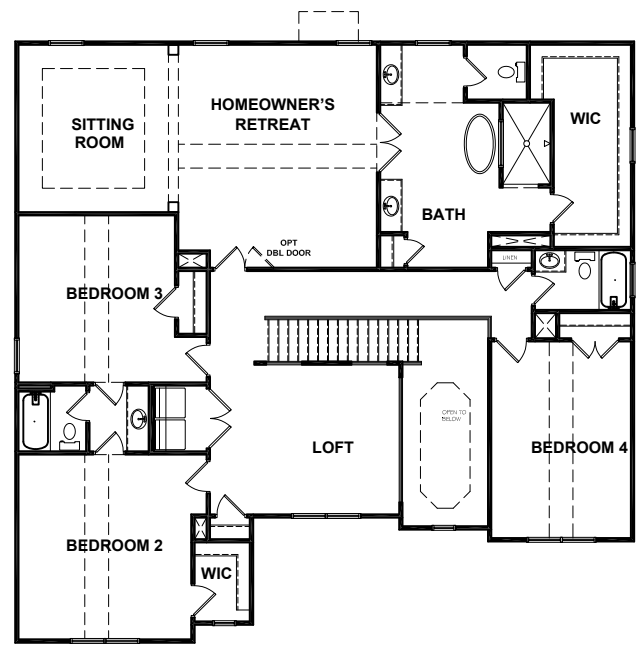 HOMEOWNER'S
RETREAT
SITTING
ROOM
WIC
BATH
OPT
DBL DOOR
LINEN
BEDROOM 3
OPEN TO
BELOW
LOFT
BEDROOM 4
BEDROOM 2
WIC